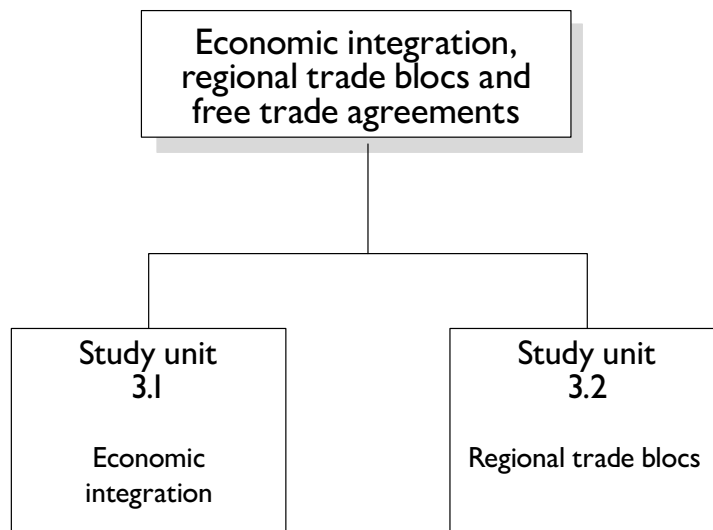 Economic integration,
regional trade blocs and
free trade agreements
Study unit
3.1
Economic
integration
Study unit
3.2
Regional trade blocs